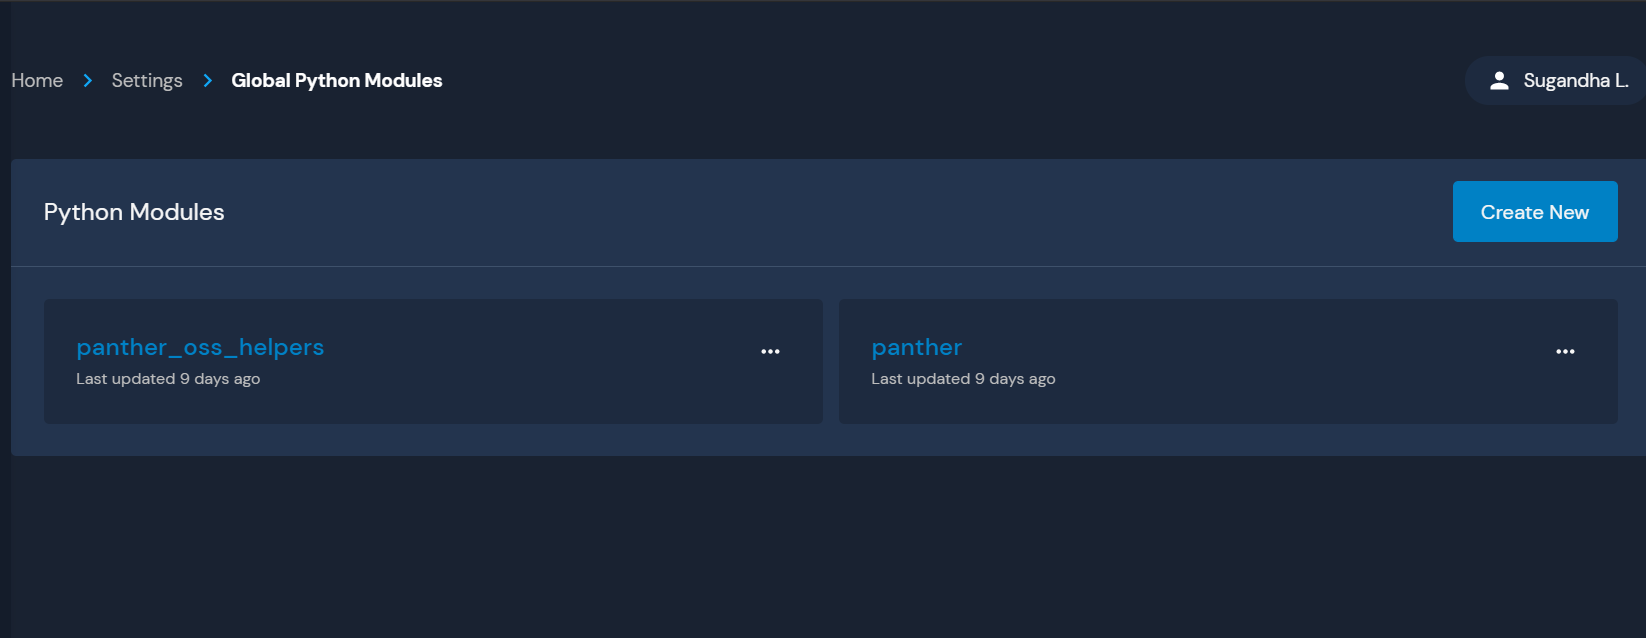 Home Settings Global Python Modules
Sugandha L.
Python Modules
Create New
panther_oss_helpers
Last updated 9 days ago
panther
Last updated 9 days ago